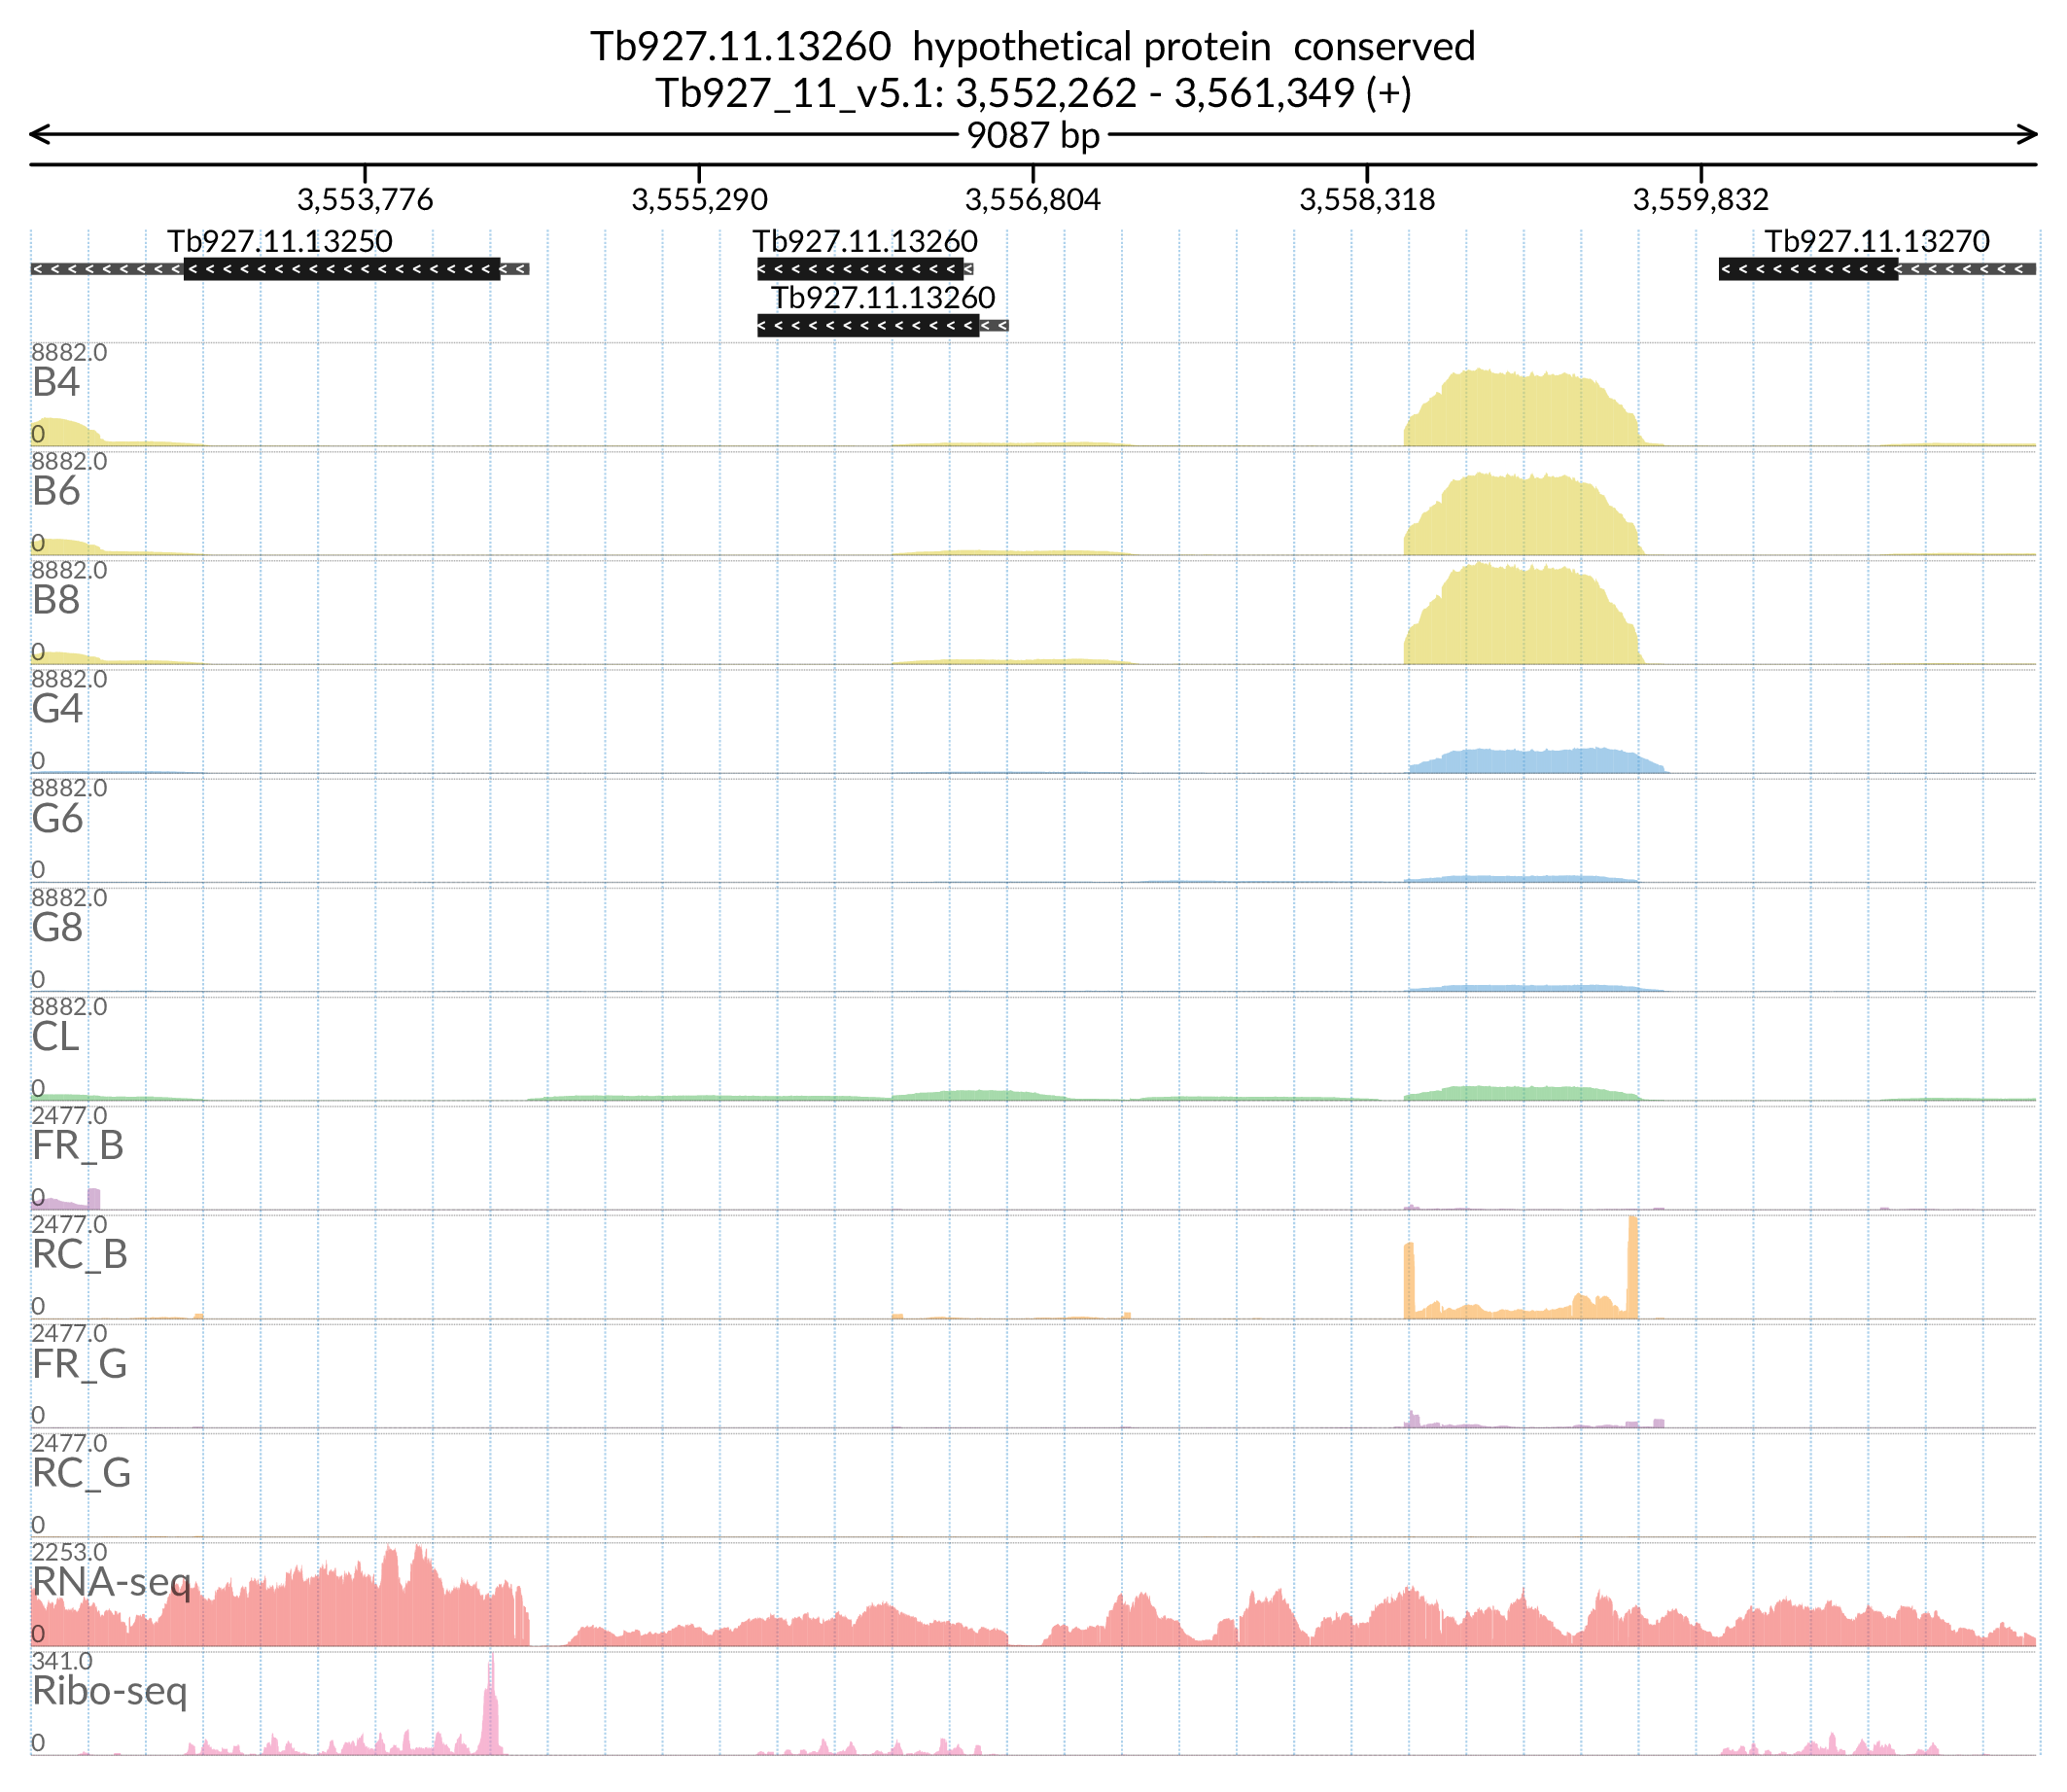 Tb927.11.13260  hypothetical protein  conserved
Tb927_11_v5.1: 3,552,262 - 3,561,349 (+)
9087 bp
3,553,776 3,555,290 3,556,804 3,558,318 3,559,832
Tb927.11.13250 Tb927.11.13260 Tb927.11.13270
Tb927.11.13260
8882.0
B4
0
8882.0
B6
0
8882.0
B8
0
8882.0
G4
0
8882.0
G6
0
8882.0
G8
0
8882.0
CL
0
2477.0
FR_B
0
2477.0
RC_B
0
2477.0
FR_G
0
2477.0
RC_G
0
2253.0
RNA-seq
0
341.0
Ribo-seq
0